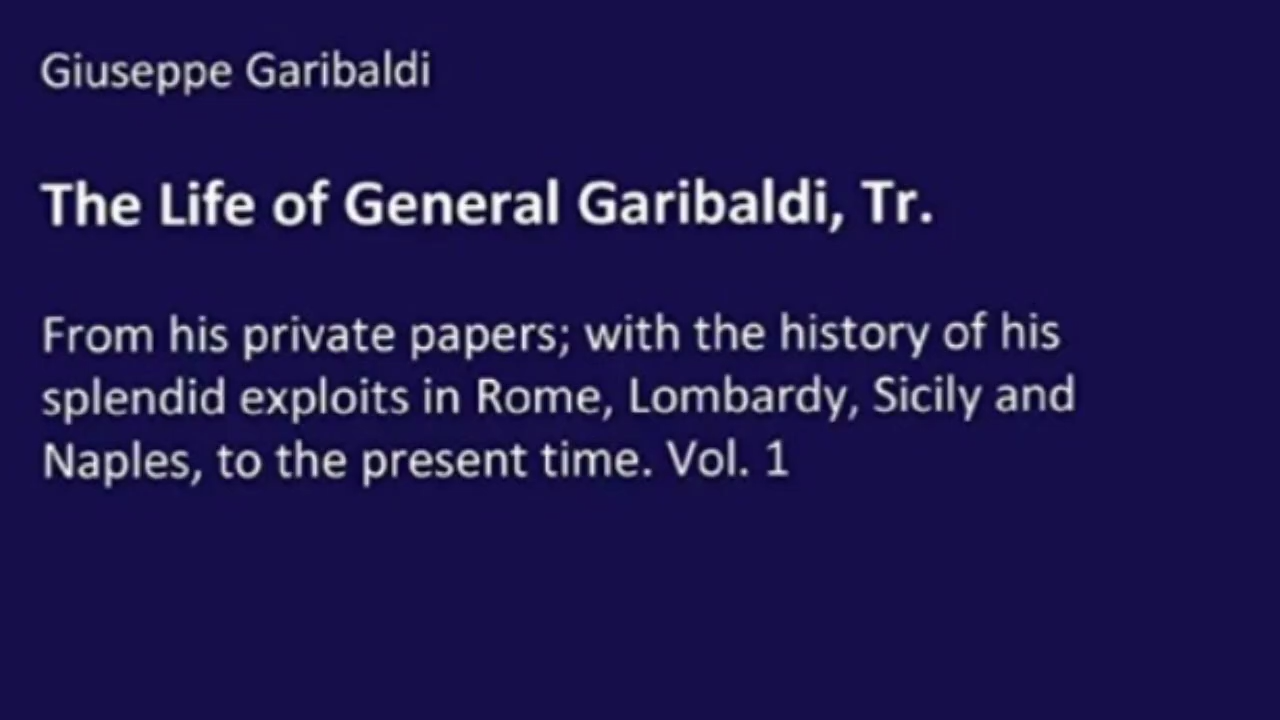 Giuseppe Garibaldi
The Life of General Garibaldi, Tr.
From his private papers; with the history of his
splendid exploits in Rome, Lombardy, Sicily and
Naples, to the present time. Vol. 1